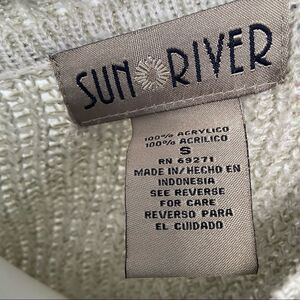 SUN RIVER
100% ACRYLICO
100% ACRILICO
S
RN 69271
MADE IN/HECHO EN
INDONESIA
SEE REVERSE
FOR CARE
REVERSO PARA
EL CUIDADO